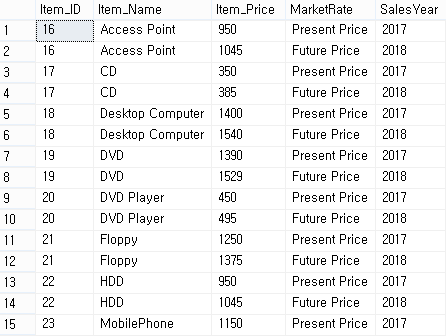 Item_ID Item_Name Item_Price MarketRate SalesYear
1 16 Access Point 950 Present Price 2017
2 16 Access Point 1045 Future Price 2018
3 17 CD 350 Present Price 2017
4 17 CD 385 Future Price 2018
5 18 Desktop Computer 1400 Present Price 2017
6 18 Desktop Computer 1540 Future Price 2018
7 19 DVD 1390 Present Price 2017
8 19 DVD 1529 Future Price 2018
9 20 DVD Player 450 Present Price 2017
10 20 DVD Player 495 Future Price 2018
11 21 Floppy 1250 Present Price 2017
12 21 Floppy 1375 Future Price 2018
13 22 HDD 950 Present Price 2017
14 22 HDD 1045 Future Price 2018
15 23 MobilePhone 1150 Present Price 2017